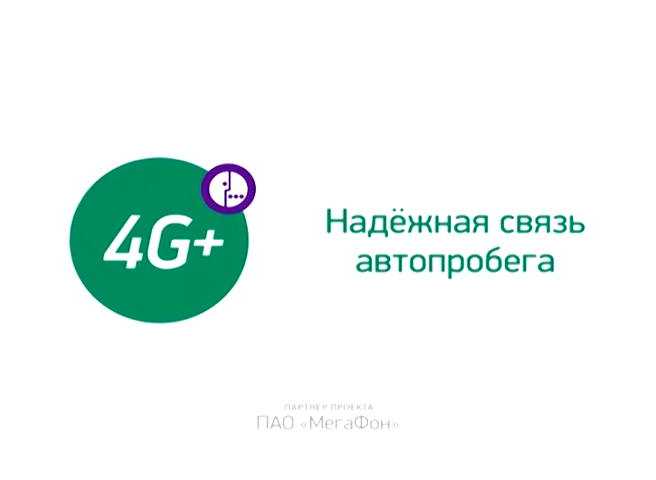 4G+
Надёжная связь
автопробега
ПАРТНЕР ПРОЕКТА
ПАО «МегаФон»